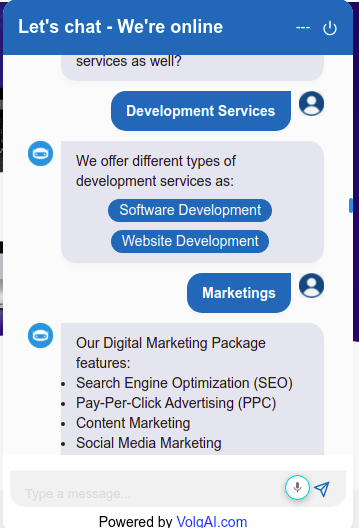 Let's chat - We're online
services as well?
Development Services
We offer different types of
development services as:
Software Development
Website Development
Marketings
Our Digital Marketing Package
features:
Search Engine Optimization (SEO)
Pay-Per-Click Advertising (PPC)
Content Marketing
Social Media Marketing
Type a message...
Powered by VolgAI.com